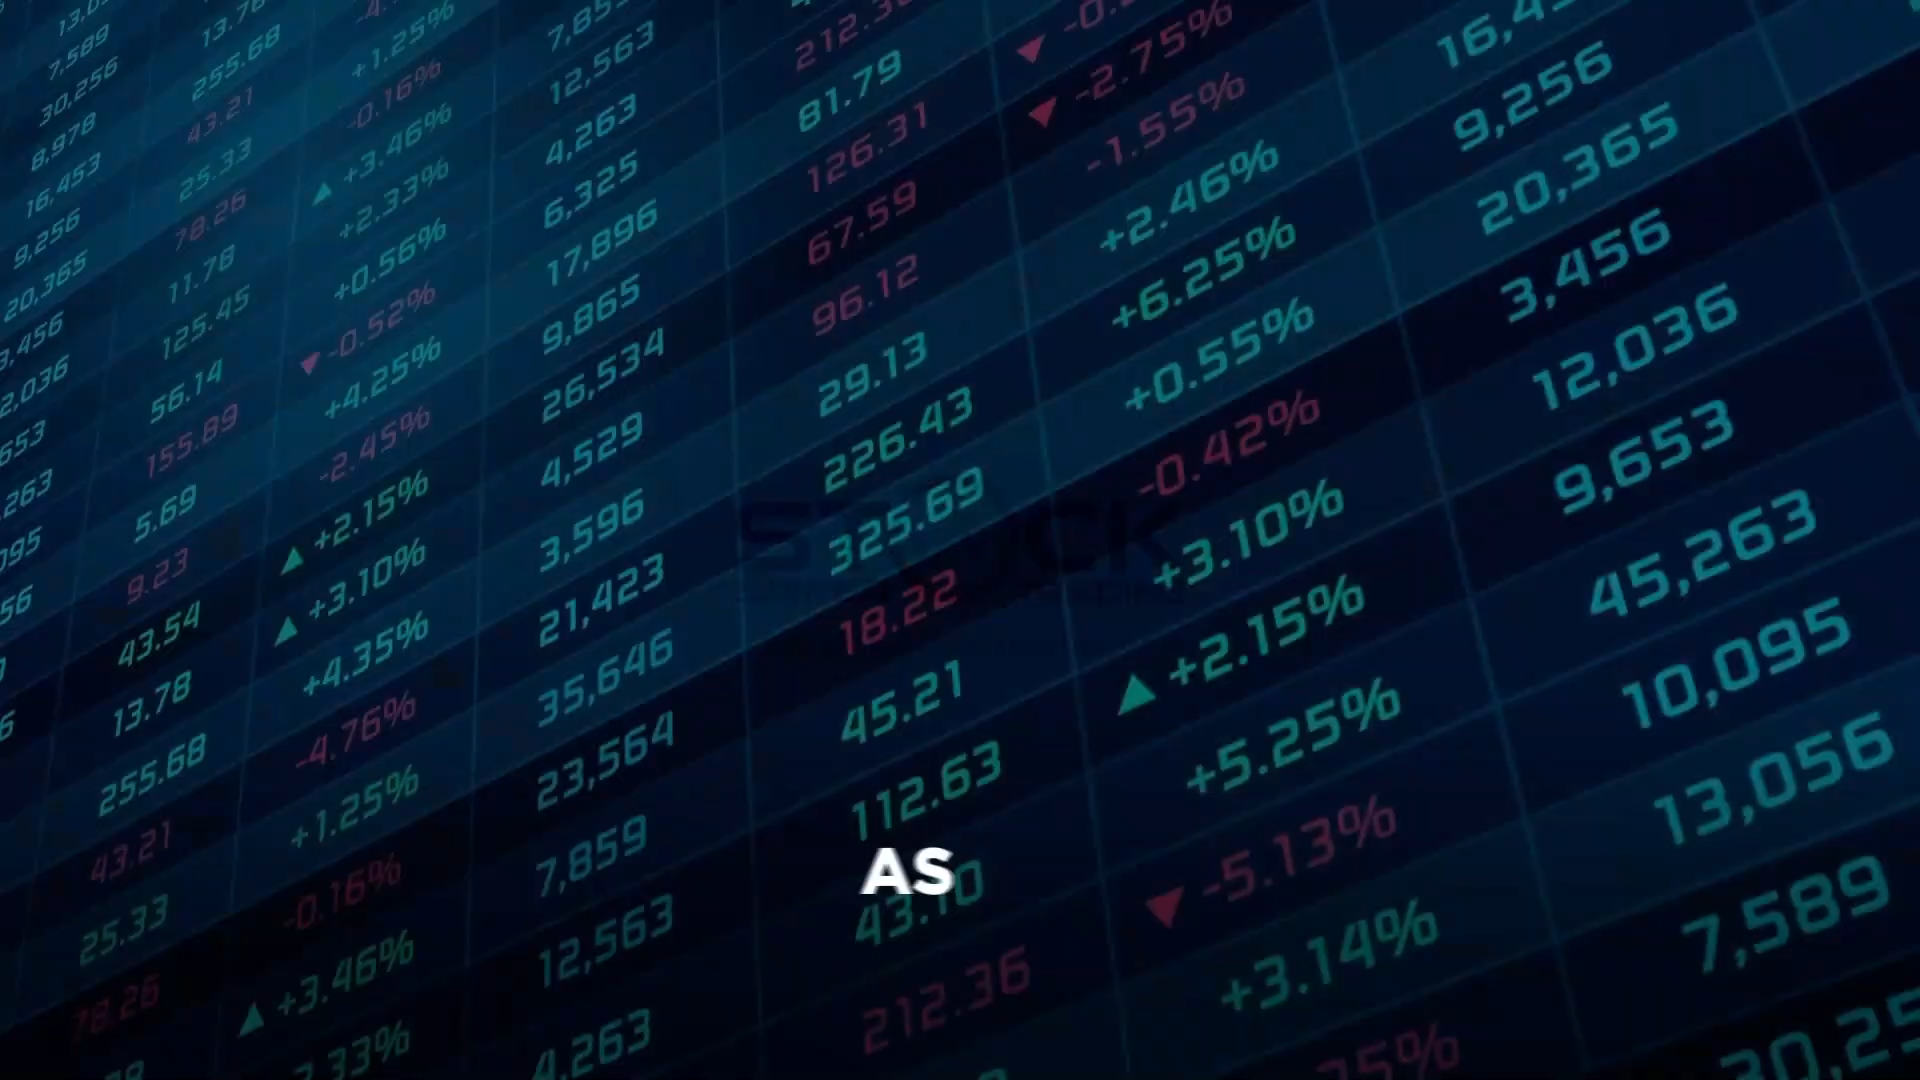 7,589 255.68 +1.25% 12,563 81.79 -2.75% 9,256
30,256 43.21 -0.16% 4,263 126.31 -1.55% 20,365
8,978 25.33 +3.46% 6,325 67.59 +2.46% 3,456
16,453 78.26 +2.33% 17,896 96.12 +6.25% 12,036
9,256 11.78 +0.56% 9,865 29.13 +0.55% 9,653
20,365 125.45 -0.52% 26,534 226.43 -0.42% 45,263
56.14 +4.25% 4,529 325.69 +3.10% 10,095
155.89 -2.45% 3,596 18.22 +2.15% 13,056
5.69 +2.15% 21,423 45.21 +5.25% 7,589
9.23 +3.10% 35,646 112.63 -5.13%
43.54 +4.35% 23,564 43.10 +3.14%
13.78 -4.76% 7,859 212.36
255.68 +1.25% 12,563
43.21 -0.16% 4,263
25.33 +3.46%
78.26
AS